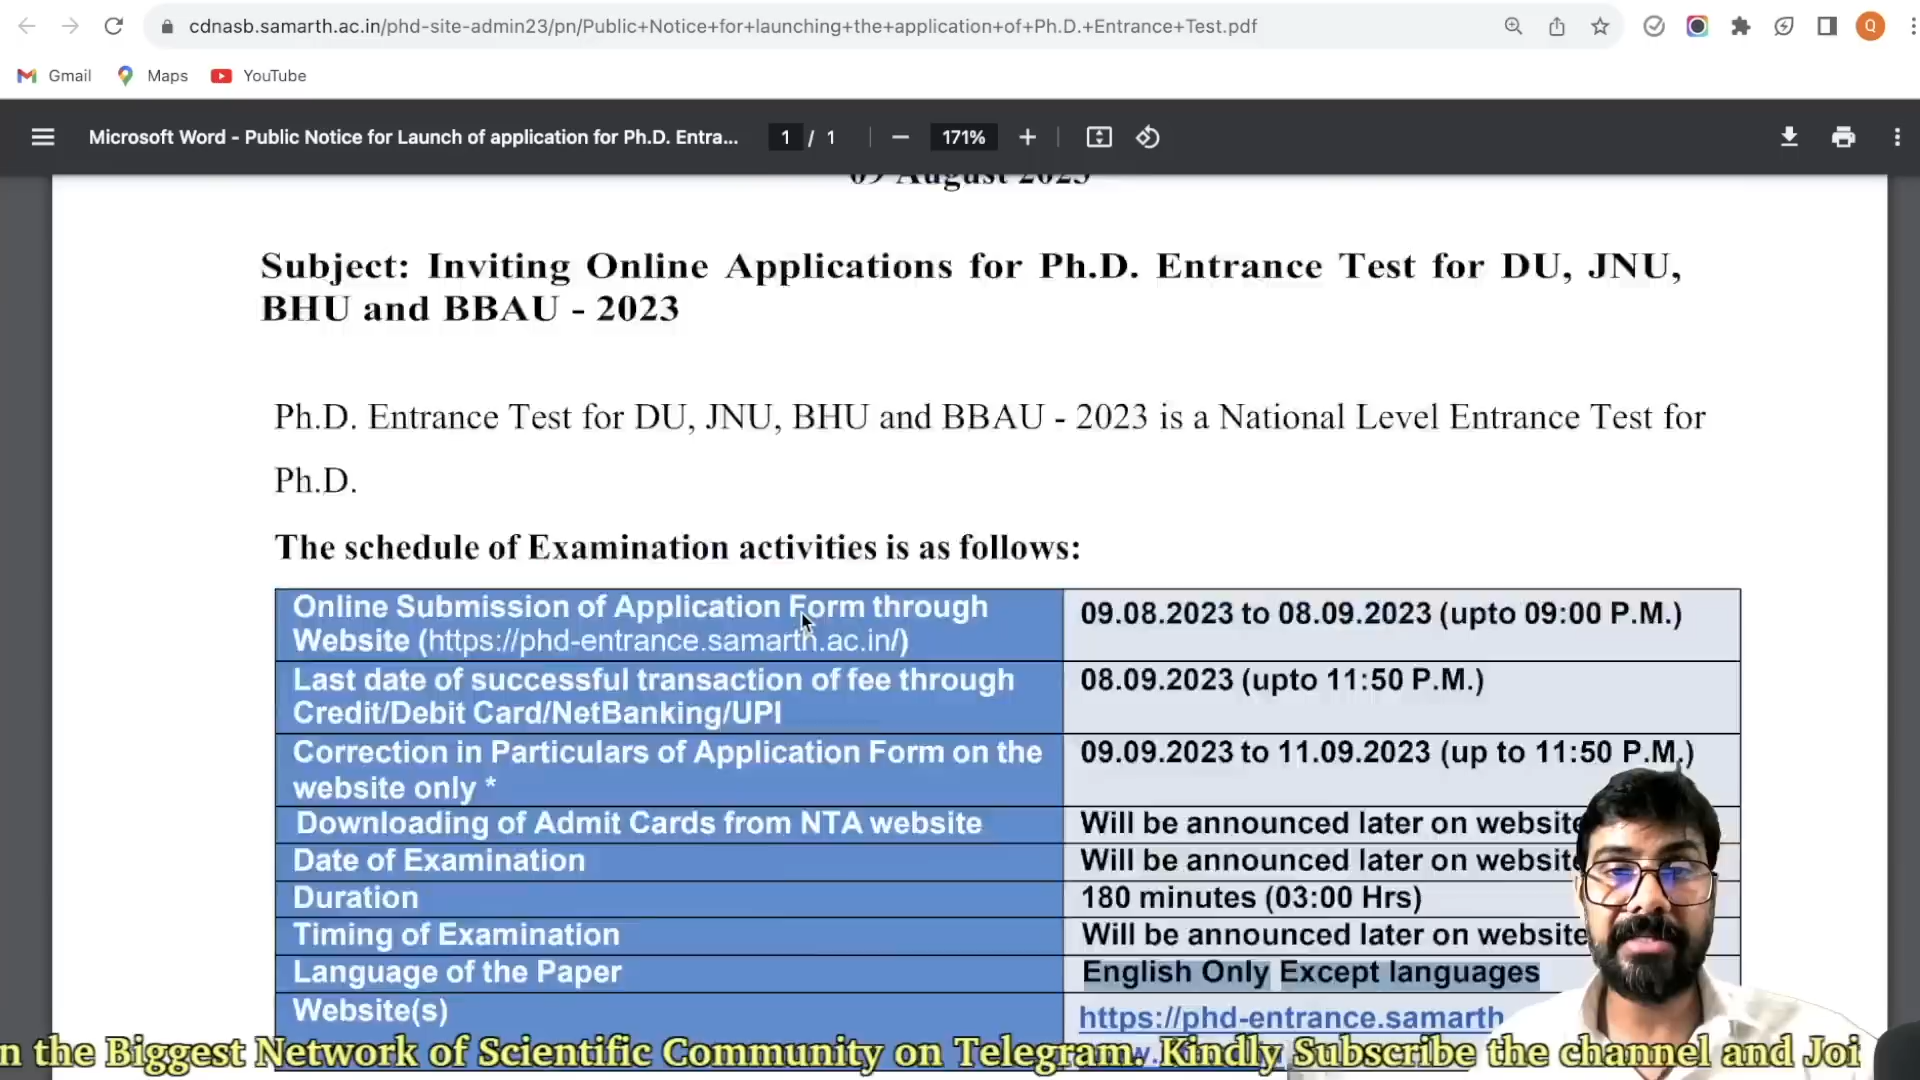 cdnasb.samarth.ac.in/phd-site-admin23/pn/Public+Notice+for+launching+the+application+of+Ph.D.+Entrance+Test.pdf
Q
Gmail Maps YouTube
Microsoft Word - Public Notice for Launch of application for Ph.D. Entra... 1 / 1 171%
09 August 2023
Subject: Inviting Online Applications for Ph.D. Entrance Test for DU, JNU,
BHU and BBAU - 2023
Ph.D. Entrance Test for DU, JNU, BHU and BBAU - 2023 is a National Level Entrance Test for
Ph.D.
The schedule of Examination activities is as follows:
Online Submission of Application Form through
Website (https://phd-entrance.samarth.ac.in/)
09.08.2023 to 08.09.2023 (upto 09:00 P.M.)
Last date of successful transaction of fee through
Credit/Debit Card/NetBanking/UPI
08.09.2023 (upto 11:50 P.M.)
Correction in Particulars of Application Form on the
website only *
09.09.2023 to 11.09.2023 (up to 11:50 P.M.)
Downloading of Admit Cards from NTA website
Will be announced later on website
Date of Examination
Will be announced later on website
Duration
180 minutes (03:00 Hrs)
Timing of Examination
Will be announced later on website
Language of the Paper
English Only Except languages
Website(s)
https://phd-entrance.samarth
n the Biggest Network of Scientific Community on Telegram. Kindly Subscribe the channel and Joi